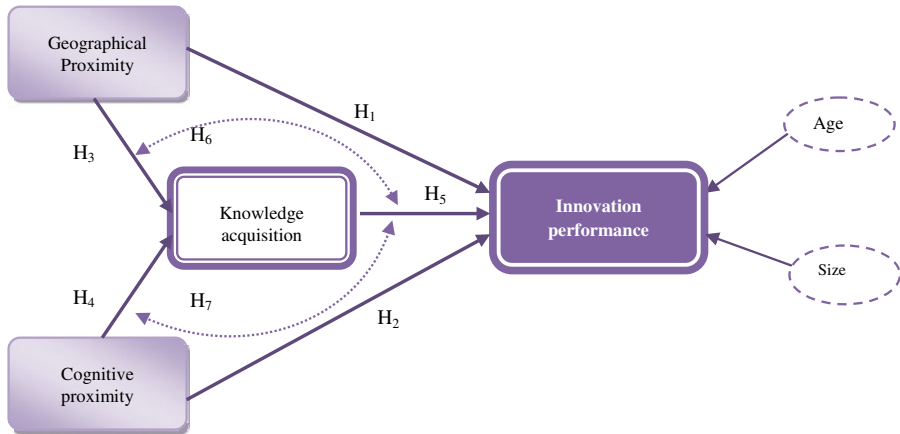 Geographical
Proximity
H₁
H₆
H₃
Age
Knowledge
acquisition
H₅
Innovation
performance
H₄
H₇
H₂
Size
Cognitive
proximity